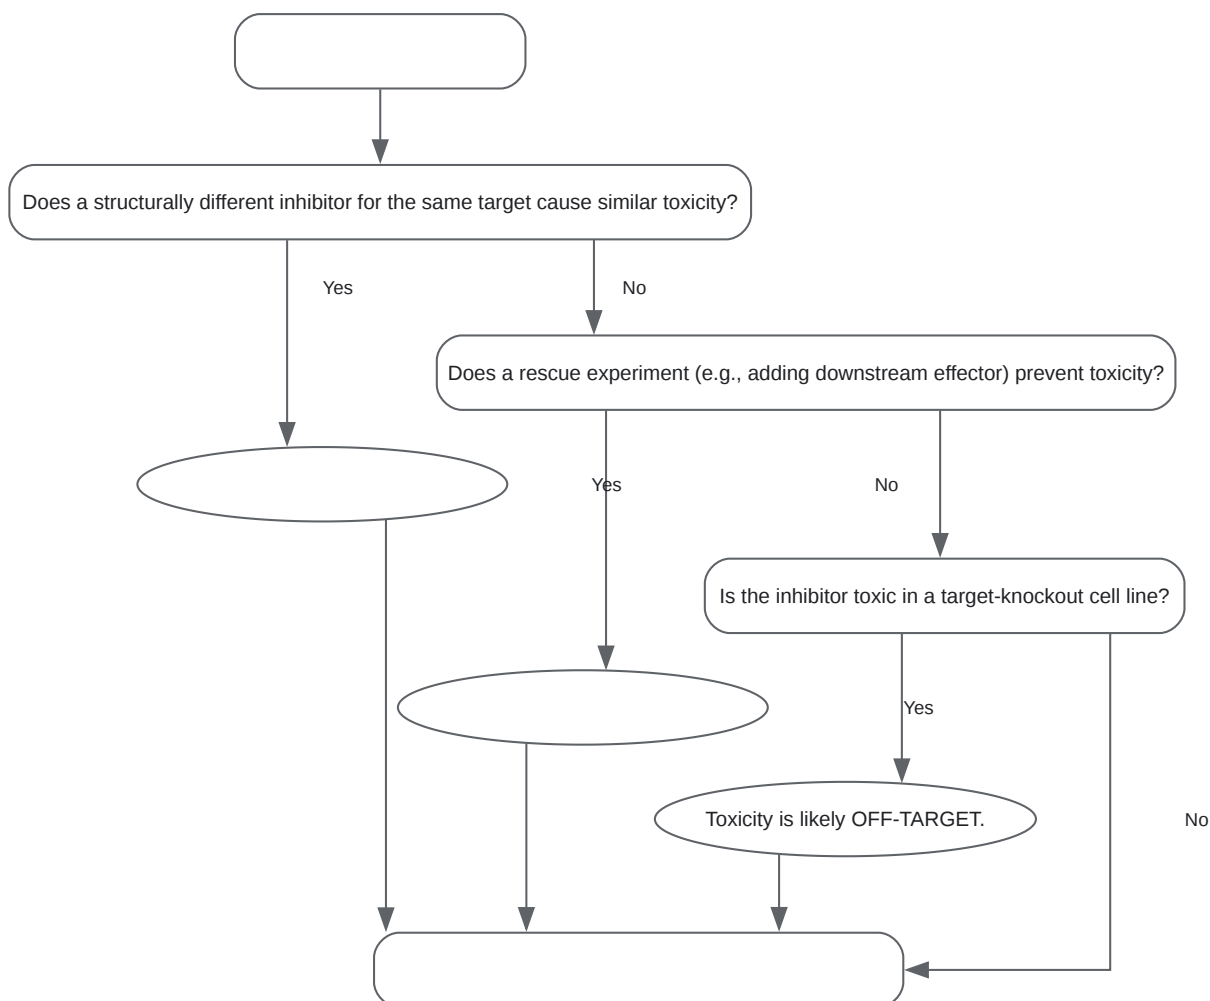 Does a structurally different inhibitor for the same target cause similar toxicity?
Yes
No
Does a rescue experiment (e.g., adding downstream effector) prevent toxicity?
Yes
No
Is the inhibitor toxic in a target-knockout cell line?
Yes
Toxicity is likely OFF-TARGET.
No